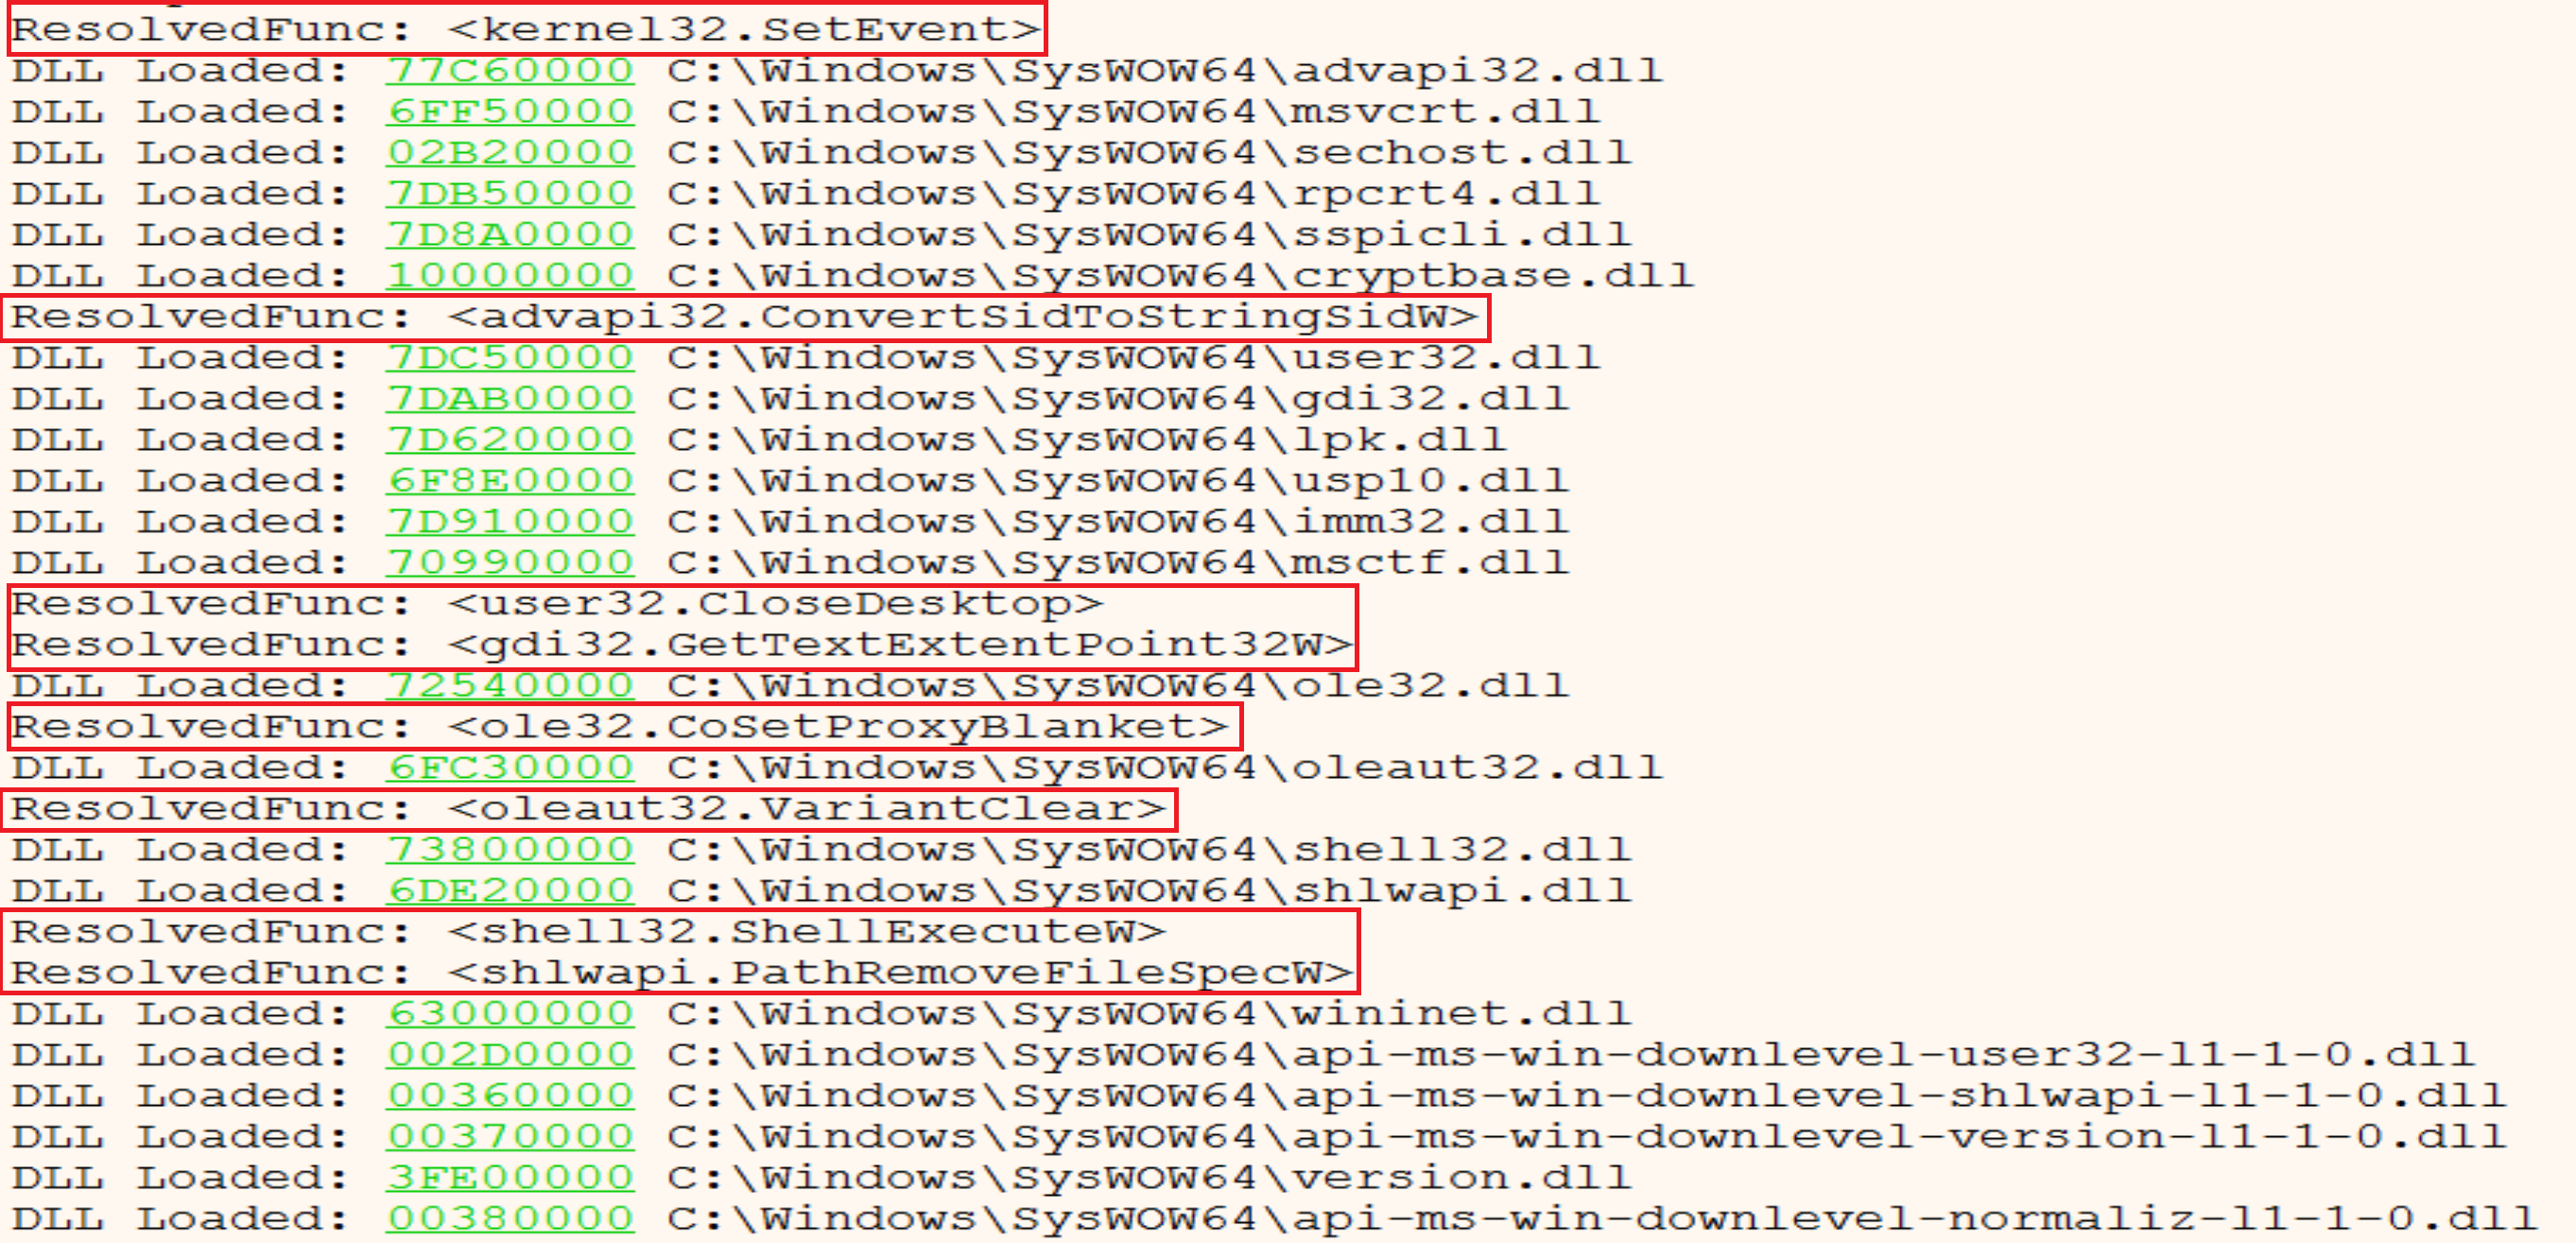 ResolvedFunc: <kernel32.SetEvent>
DLL Loaded: 77C60000 C:\Windows\SysWOW64\advapi32.dll
DLL Loaded: 6FF50000 C:\Windows\SysWOW64\msvcrt.dll
DLL Loaded: 02B20000 C:\Windows\SysWOW64\sechost.dll
DLL Loaded: 7DB50000 C:\Windows\SysWOW64\rpcrt4.dll
DLL Loaded: 7D8A0000 C:\Windows\SysWOW64\sspicli.dll
DLL Loaded: 10000000 C:\Windows\SysWOW64\cryptbase.dll
ResolvedFunc: <advapi32.ConvertSidToStringSidW>
DLL Loaded: 7DC50000 C:\Windows\SysWOW64\user32.dll
DLL Loaded: 7DAB0000 C:\Windows\SysWOW64\gdi32.dll
DLL Loaded: 7D620000 C:\Windows\SysWOW64\lpk.dll
DLL Loaded: 6F8E0000 C:\Windows\SysWOW64\usp10.dll
DLL Loaded: 7D910000 C:\Windows\SysWOW64\imm32.dll
DLL Loaded: 70990000 C:\Windows\SysWOW64\msctf.dll
ResolvedFunc: <user32.CloseDesktop>
ResolvedFunc: <gdi32.GetTextExtentPoint32W>
DLL Loaded: 72540000 C:\Windows\SysWOW64\ole32.dll
ResolvedFunc: <ole32.CoSetProxyBlanket>
DLL Loaded: 6FC30000 C:\Windows\SysWOW64\oleaut32.dll
ResolvedFunc: <oleaut32.VariantClear>
DLL Loaded: 73800000 C:\Windows\SysWOW64\shell32.dll
DLL Loaded: 6DE20000 C:\Windows\SysWOW64\shlwapi.dll
ResolvedFunc: <shell32.ShellExecuteW>
ResolvedFunc: <shlwapi.PathRemoveFileSpecW>
DLL Loaded: 63000000 C:\Windows\SysWOW64\wininet.dll
DLL Loaded: 002D0000 C:\Windows\SysWOW64\api-ms-win-downlevel-user32-l1-1-0.dll
DLL Loaded: 00360000 C:\Windows\SysWOW64\api-ms-win-downlevel-shlwapi-l1-1-0.dll
DLL Loaded: 00370000 C:\Windows\SysWOW64\api-ms-win-downlevel-version-l1-1-0.dll
DLL Loaded: 3FE00000 C:\Windows\SysWOW64\version.dll
DLL Loaded: 00380000 C:\Windows\SysWOW64\api-ms-win-downlevel-normaliz-l1-1-0.dll